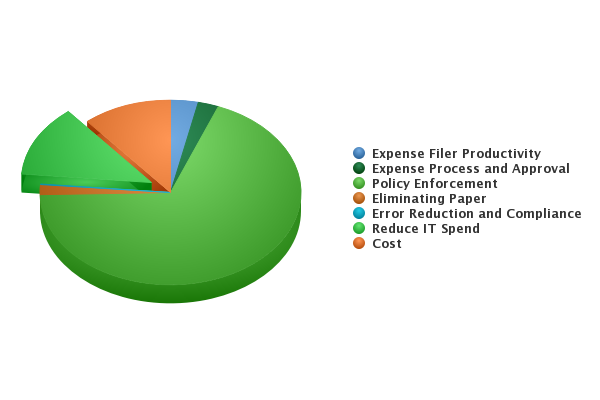 Expense Filer Productivity
Expense Process and Approval
Policy Enforcement
Eliminating Paper
Error Reduction and Compliance
Reduce IT Spend
Cost